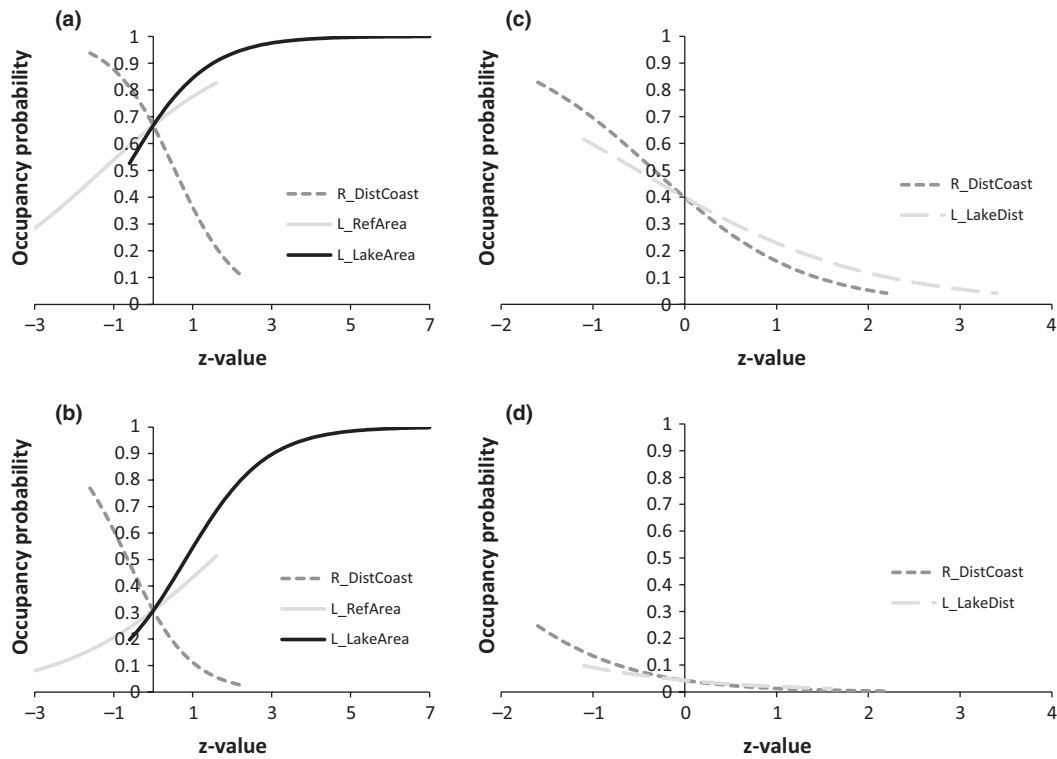 (a)
Occupancy probability
1
0.9
0.8
0.7
0.6
0.5
0.4
0.3
0.2
0.1
0
–3 –1 1 3 5 7
z-value
R_DistCoast
L_RefArea
L_LakeArea
(c)
Occupancy probability
1
0.9
0.8
0.7
0.6
0.5
0.4
0.3
0.2
0.1
0
–2 –1 0 1 2 3 4
z-value
R_DistCoast
L_LakeDist
(b)
Occupancy probability
1
0.9
0.8
0.7
0.6
0.5
0.4
0.3
0.2
0.1
0
–3 –1 1 3 5 7
z-value
R_DistCoast
L_RefArea
L_LakeArea
(d)
Occupancy probability
1
0.9
0.8
0.7
0.6
0.5
0.4
0.3
0.2
0.1
0
–2 –1 0 1 2 3 4
z-value
R_DistCoast
L_LakeDist